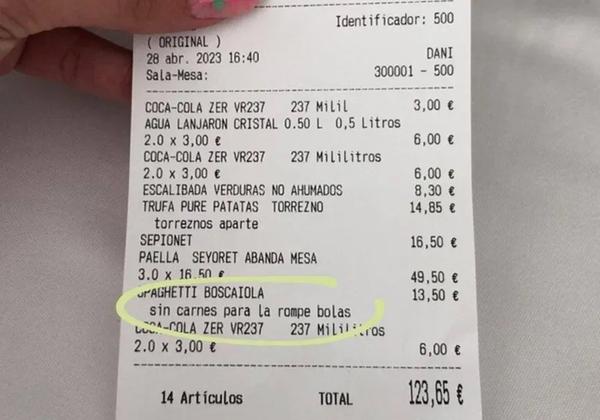 Identificador: 500
( ORIGINAL )
28 abr. 2023 16:40 DANI
Sala-Mesa: 300001 - 500
COCA-COLA ZER VR237 237 Milil 3,00 €
AGUA LANJARON CRISTAL 0.50 L 0,5 Litros
2.0 x 3,00 € 6,00 €
COCA-COLA ZER VR237 237 Mililitros
2.0 x 3,00 € 6,00 €
ESCALIBADA VERDURAS NO AHUMADOS 8,30 €
TRUFA PURE PATATAS TORREZNO 14,85 €
torreznos aparte
SEPIONET 16,50 €
PAELLA SEYORET ABANDA MESA
3.0 x 16,50 € 49,50 €
SPAGHETTI BOSCAIOLA 13,50 €
sin carnes para la rompe bolas
COCA-COLA ZER VR237 237 Mililitros
2.0 x 3,00 € 6,00 €
14 Artículos TOTAL 123,65 €